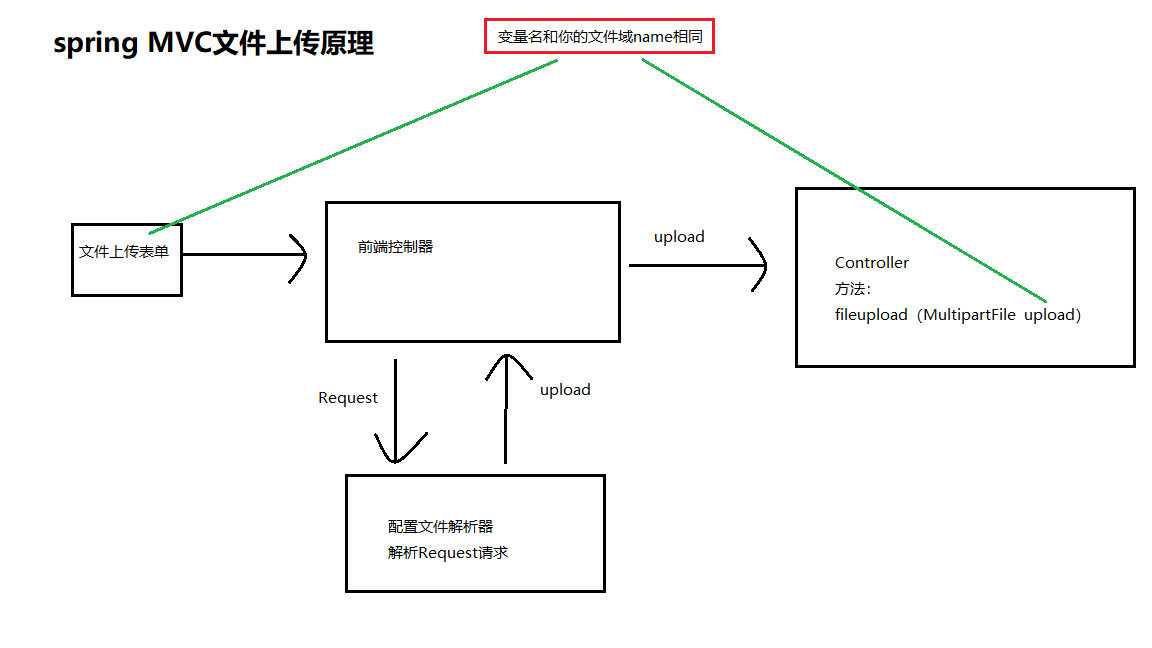 spring MVC文件上传原理
变量名和你的文件域name相同
文件上传表单
前端控制器
upload
Controller
方法：
fileupload（MultipartFile upload）
Request
upload
配置文件解析器
解析Request请求